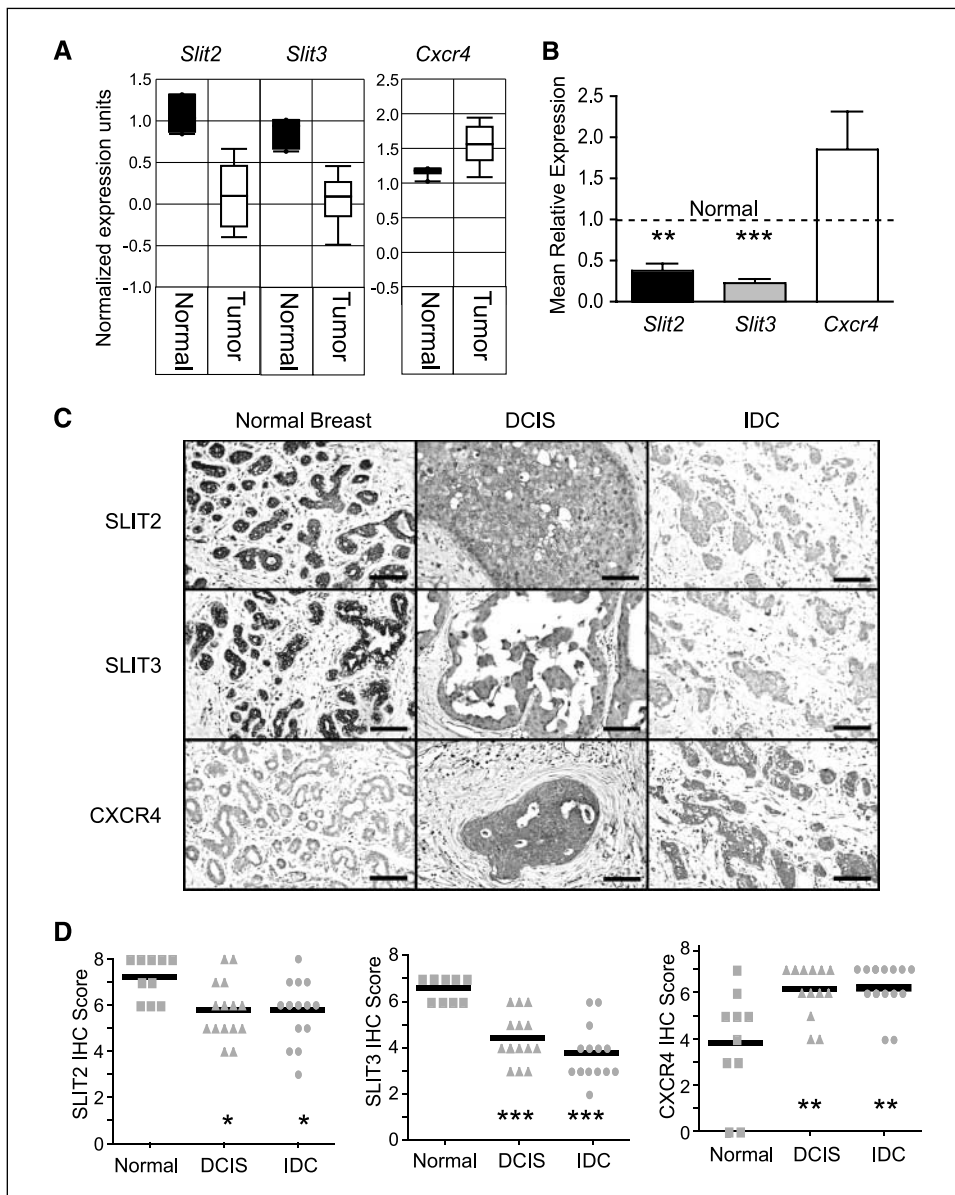 A
Slit2 Slit3 Cxcr4
Normalized expression units
1.5
1.0
0.5
0.0
-0.5
-1.0
2.5
2.0
1.5
1.0
0.5
0.0
-0.5
Normal Tumor Normal Tumor Normal Tumor
B
Mean Relative Expression
2.5
2.0
1.5
1.0
0.5
0.0
Normal
** ***
Slit2 Slit3 Cxcr4
C
Normal Breast DCIS IDC
SLIT2
SLIT3
CXCR4
D
SLIT2 IHC Score
8
6
4
2
0
* *
Normal DCIS IDC
SLIT3 IHC Score
8
6
4
2
0
*** ***
Normal DCIS IDC
CXCR4 IHC Score
8
6
4
2
0
** **
Normal DCIS IDC